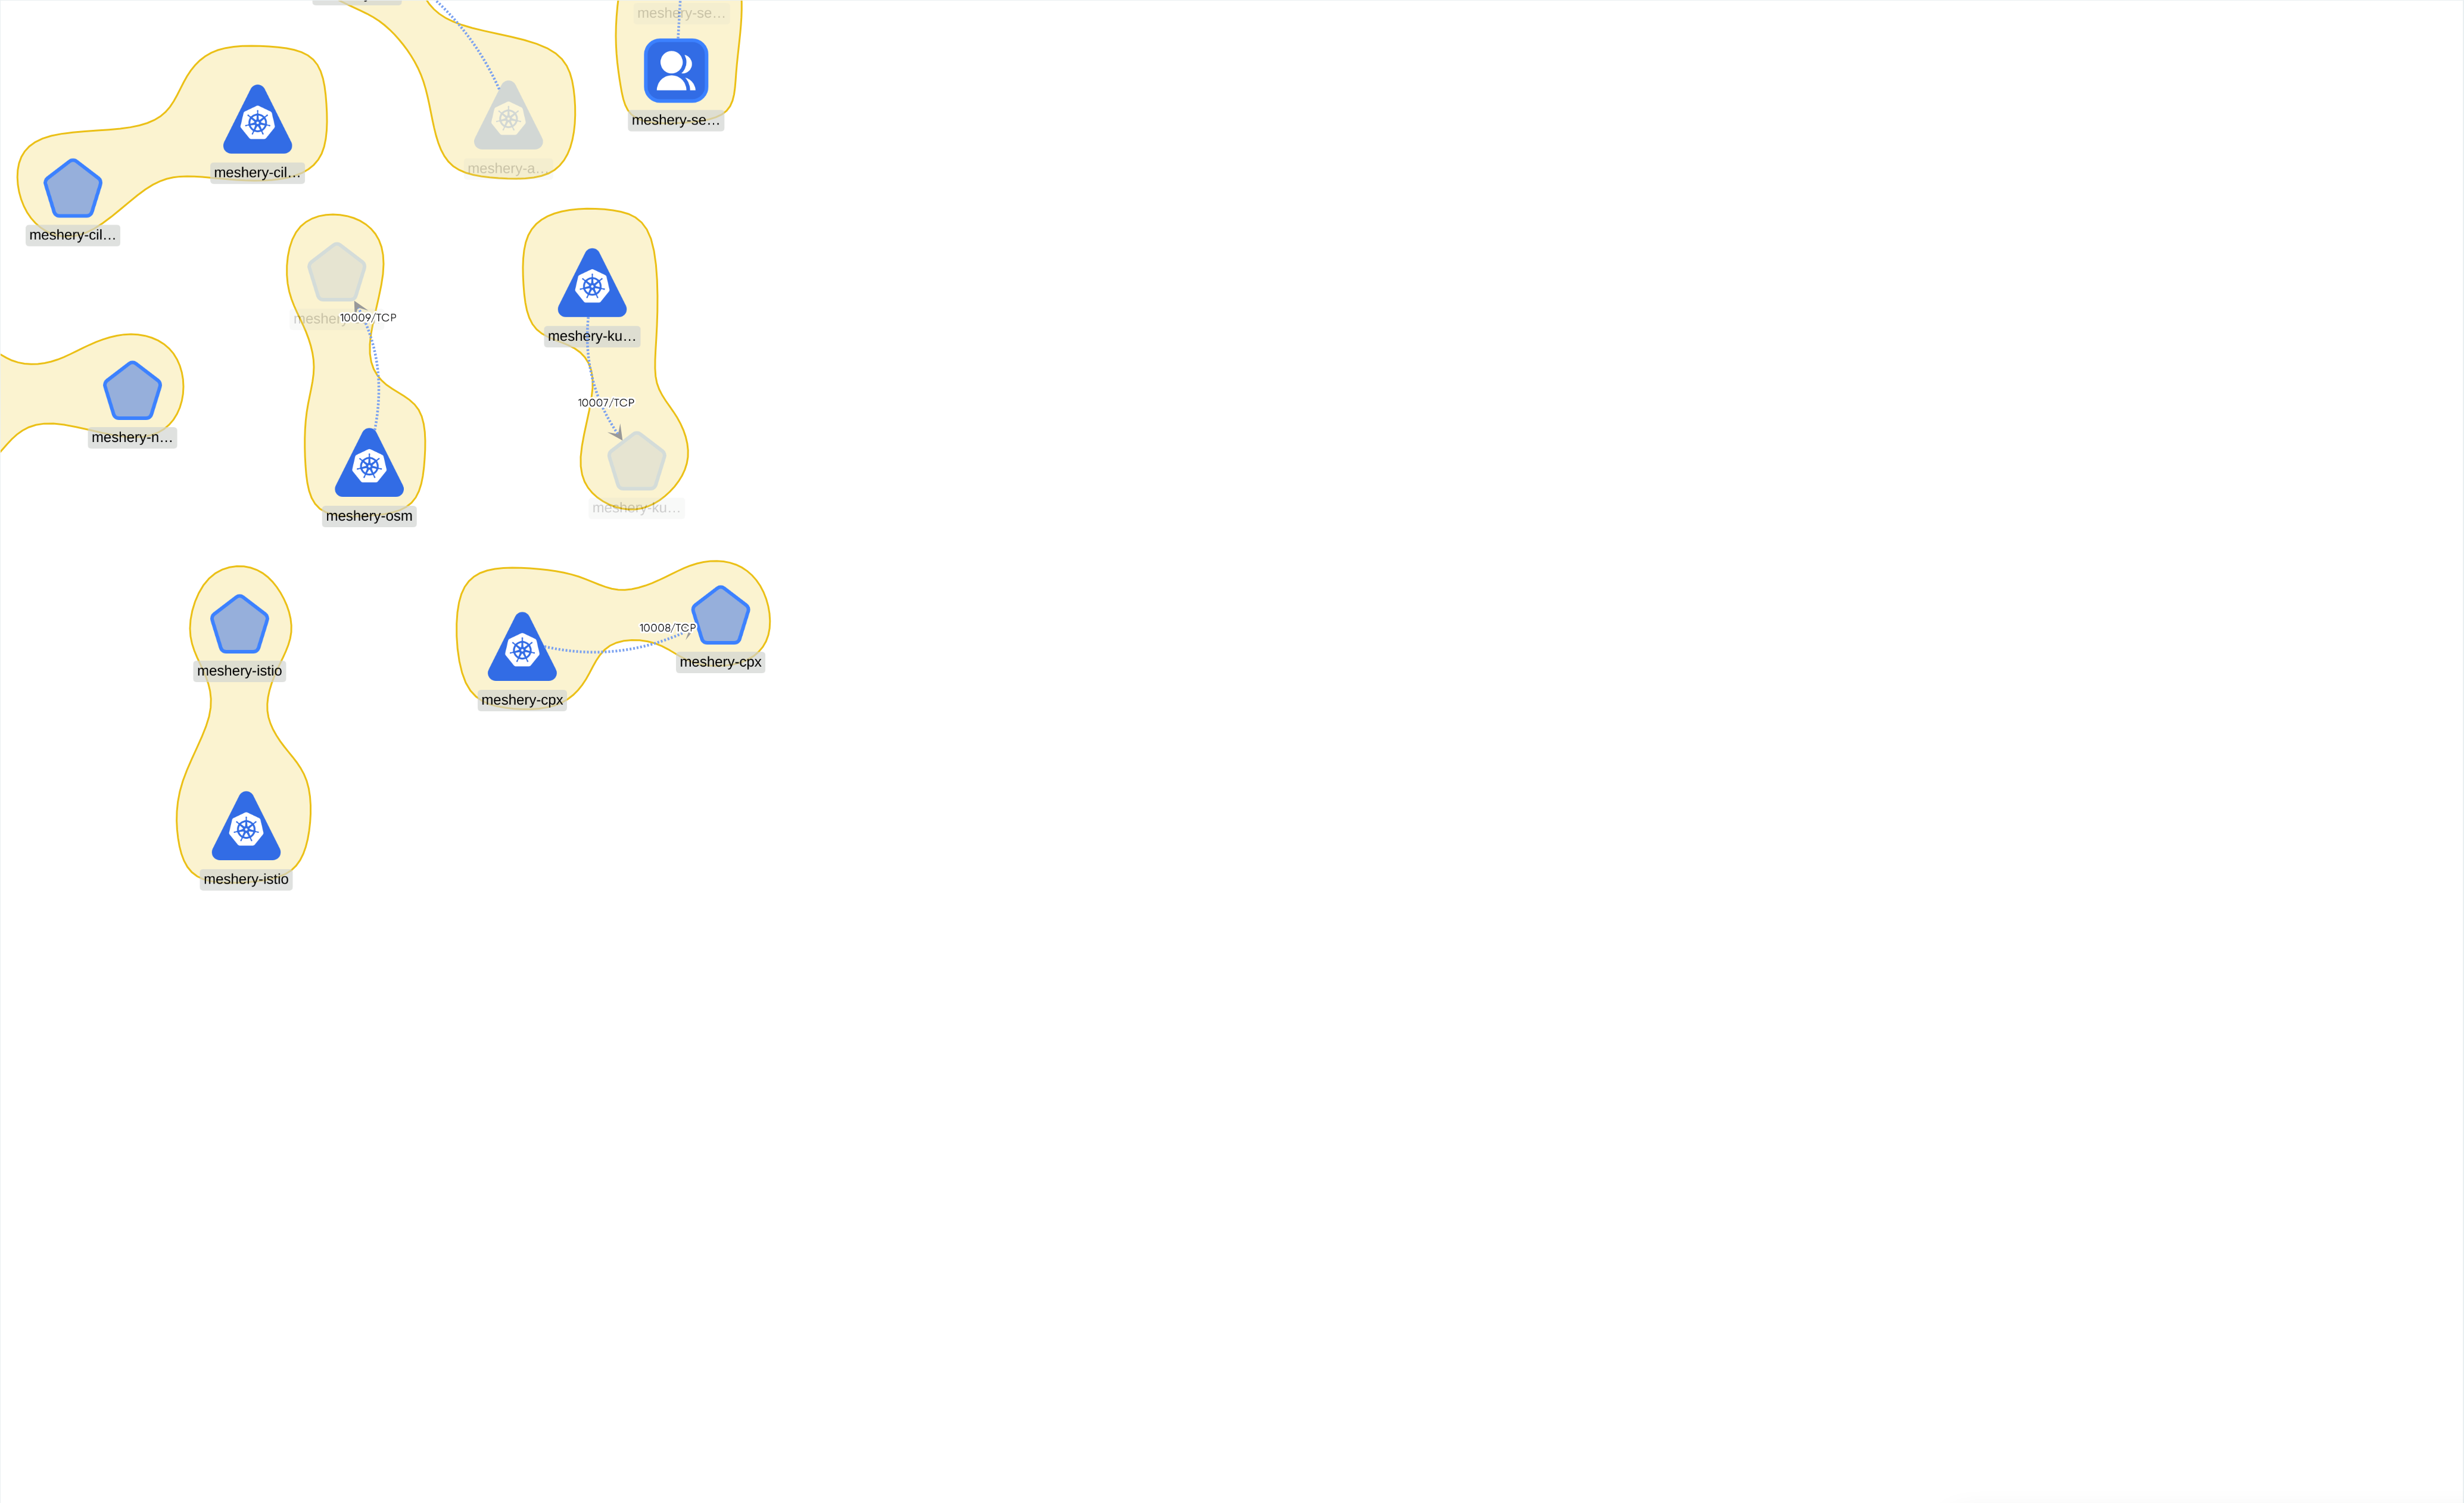 meshery-se…
meshery-se…
meshery-a…
meshery-cil…
meshery-cil…
10009/TCP
meshery-ku…
10007/TCP
meshery-n…
meshery-ku…
meshery-osm
10008/TCP
meshery-cpx
meshery-istio
meshery-cpx
meshery-istio